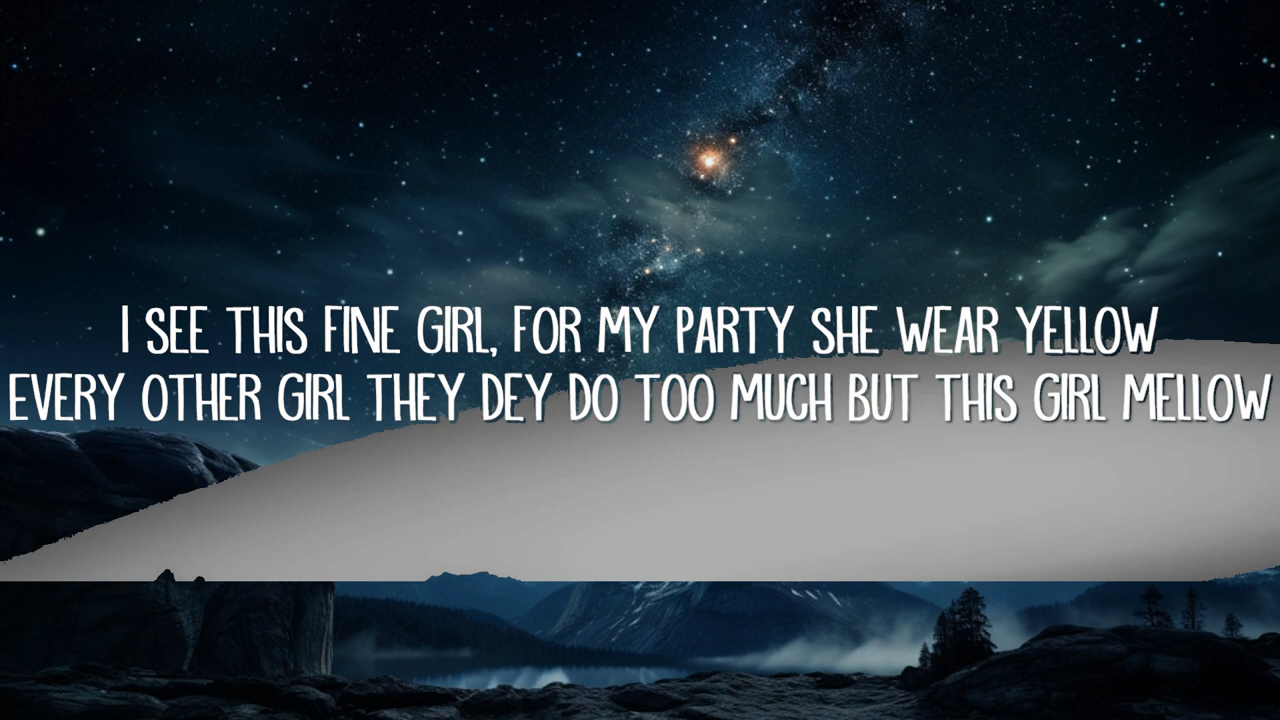 I SEE THIS FINE GIRL, FOR MY PARTY SHE WEAR YELLOW
EVERY OTHER GIRL THEY DEY DO TOO MUCH BUT THIS GIRL MELLOW